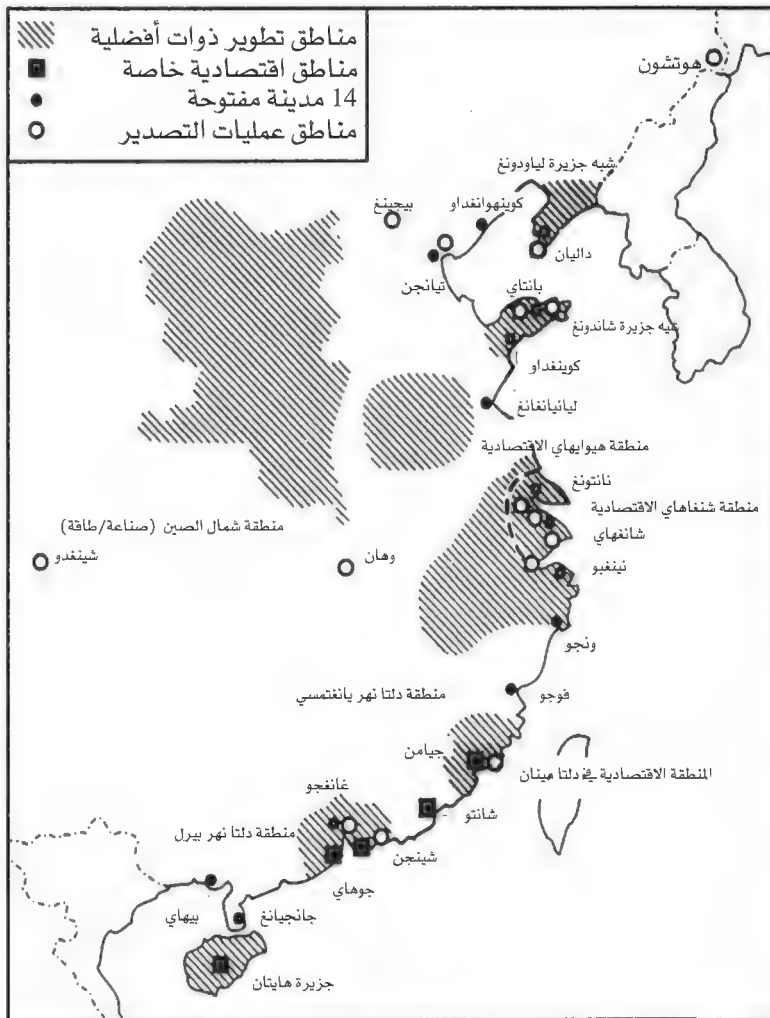 مناطق تطوير ذوات أفضلية
مناطق اقتصادية خاصة
14 مدينة مفتوحة
مناطق عمليات التصدير
هوتشون
شبه جزيرة لياودونغ
كوينهوانغداو
بيجينغ
داليان
تيانجن
بانتاي
شبه جزيرة شاندونغ
كوينغداو
ليانيانغانغ
منطقة هيوايهاي الاقتصادية
نانتونغ
منطقة شنغاهاي الاقتصادية
منطقة شمال الصين (صناعة/طاقة)
شانغهاي
شينغدو
وهان
نينغبو
ونجو
فوجو
منطقة دلتا نهر يانغتمسي
جيامن
المنطقة الاقتصادية في دلتا مينان
غانغجو
شانتو
منطقة دلتا نهر بيرل
شينجن
جوهاي
جانجيانغ
بيهاي
جزيرة هايتان